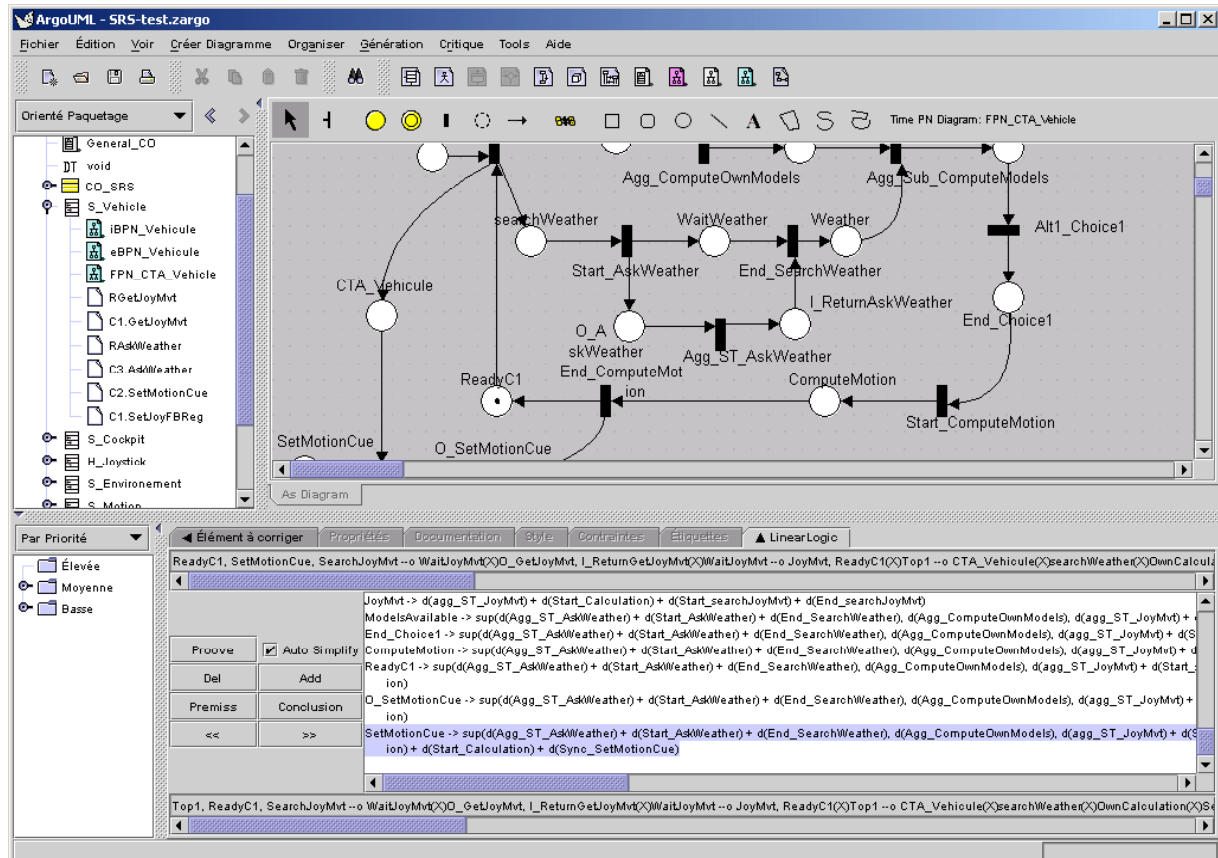 ArgoUML - SRS-test.zargo
Fichier Édition Voir Créer Diagramme Organiser Génération Critique Tools Aide
Orienté Paquetage
A
Time PN Diagram: FPN_CTA_Vehicle
General_CO
DT void
CO_SRS
S_Vehicle
iBPN_Vehicule
eBPN_Vehicule
FPN_CTA_Vehicle
RGetJoyMvt
C1.GetJoyMvt
RAskWeather
C3.AskWeather
C2.SetMotionCue
C1.SetJoyFBReg
S_Cockpit
H_Joystick
S_Environement
S_Motion
Agg_ComputeOwnModels
Agg_Sub_ComputeModels
searchWeather
WaitWeather
Weather
Alt1_Choice1
Start_AskWeather
End_SearchWeather
CTA_Vehicule
I_ReturnAskWeather
End_Choice1
O_A
skWeather
Agg_ST_AskWeather
ReadyC1
End_ComputeMot
ion
ComputeMotion
Start_ComputeMotion
SetMotionCue
O_SetMotionCue
As Diagram
Par Priorité
Élevée
Moyenne
Basse
Élément à corriger Propriétés Documentation Style Contraintes Étiquettes LinearLogic
ReadyC1, SetMotionCue, SearchJoyMvt --o WaitJoyMvt(X)O_GetJoyMvt, I_ReturnGetJoyMvt(X)WaitJoyMvt --o JoyMvt, ReadyC1(X)Top1 --o CTA_Vehicule(X)searchWeather(X)OwnCalcula
Proove
Auto Simplify
Del
Add
Premiss
Conclusion
<<
>>
JoyMvt -> d(agg_ST_JoyMvt) + d(Start_Calculation) + d(Start_searchJoyMvt) + d(End_searchJoyMvt)
ModelsAvailable -> sup(d(Agg_ST_AskWeather) + d(Start_AskWeather) + d(End_SearchWeather), d(Agg_ComputeOwnModels), d(agg_ST_JoyMvt) +
End_Choice1 -> sup(d(Agg_ST_AskWeather) + d(Start_AskWeather) + d(End_SearchWeather), d(Agg_ComputeOwnModels), d(agg_ST_JoyMvt) + d(S
ComputeMotion -> sup(d(Agg_ST_AskWeather) + d(Start_AskWeather) + d(End_SearchWeather), d(Agg_ComputeOwnModels), d(agg_ST_JoyMvt) + d
ReadyC1 -> sup(d(Agg_ST_AskWeather) + d(Start_AskWeather) + d(End_SearchWeather), d(Agg_ComputeOwnModels), d(agg_ST_JoyMvt) + d(Start_
ion)
O_SetMotionCue -> sup(d(Agg_ST_AskWeather) + d(Start_AskWeather) + d(End_SearchWeather), d(Agg_ComputeOwnModels), d(agg_ST_JoyMvt) +
ion)
SetMotionCue -> sup(d(Agg_ST_AskWeather) + d(Start_AskWeather) + d(End_SearchWeather), d(Agg_ComputeOwnModels), d(agg_ST_JoyMvt) + d(S
ion) + d(Start_Calculation) + d(Sync_SetMotionCue)
Top1, ReadyC1, SearchJoyMvt --o WaitJoyMvt(X)O_GetJoyMvt, I_ReturnGetJoyMvt(X)WaitJoyMvt --o JoyMvt, ReadyC1(X)Top1 --o CTA_Vehicule(X)searchWeather(X)OwnCalculation(X)Se